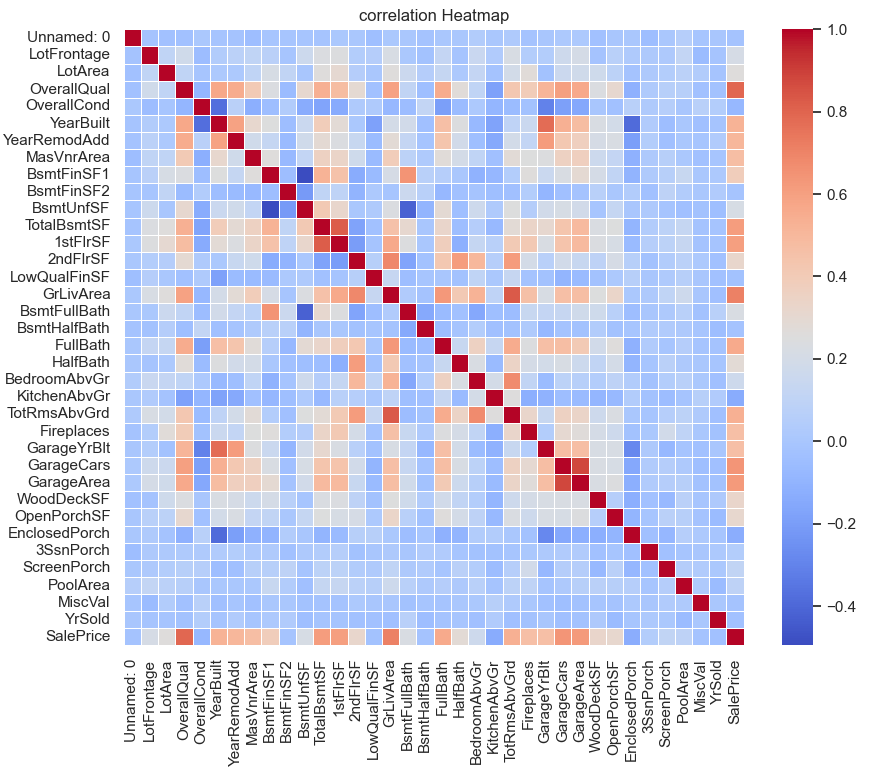 correlation Heatmap
Unnamed: 0
LotFrontage
LotArea
OverallQual
OverallCond
YearBuilt
YearRemodAdd
MasVnrArea
BsmtFinSF1
BsmtFinSF2
BsmtUnfSF
TotalBsmtSF
1stFlrSF
2ndFlrSF
LowQualFinSF
GrLivArea
BsmtFullBath
BsmtHalfBath
FullBath
HalfBath
BedroomAbvGr
KitchenAbvGr
TotRmsAbvGrd
Fireplaces
GarageYrBlt
GarageCars
GarageArea
WoodDeckSF
OpenPorchSF
EnclosedPorch
3SsnPorch
ScreenPorch
PoolArea
MiscVal
YrSold
SalePrice
Unnamed: 0
LotFrontage
LotArea
OverallQual
OverallCond
YearBuilt
YearRemodAdd
MasVnrArea
BsmtFinSF1
BsmtFinSF2
BsmtUnfSF
TotalBsmtSF
1stFlrSF
2ndFlrSF
LowQualFinSF
GrLivArea
BsmtFullBath
BsmtHalfBath
FullBath
HalfBath
BedroomAbvGr
KitchenAbvGr
TotRmsAbvGrd
Fireplaces
GarageYrBlt
GarageCars
GarageArea
WoodDeckSF
OpenPorchSF
EnclosedPorch
3SsnPorch
ScreenPorch
PoolArea
MiscVal
YrSold
SalePrice
1.0
0.8
0.6
0.4
0.2
0.0
−0.2
−0.4